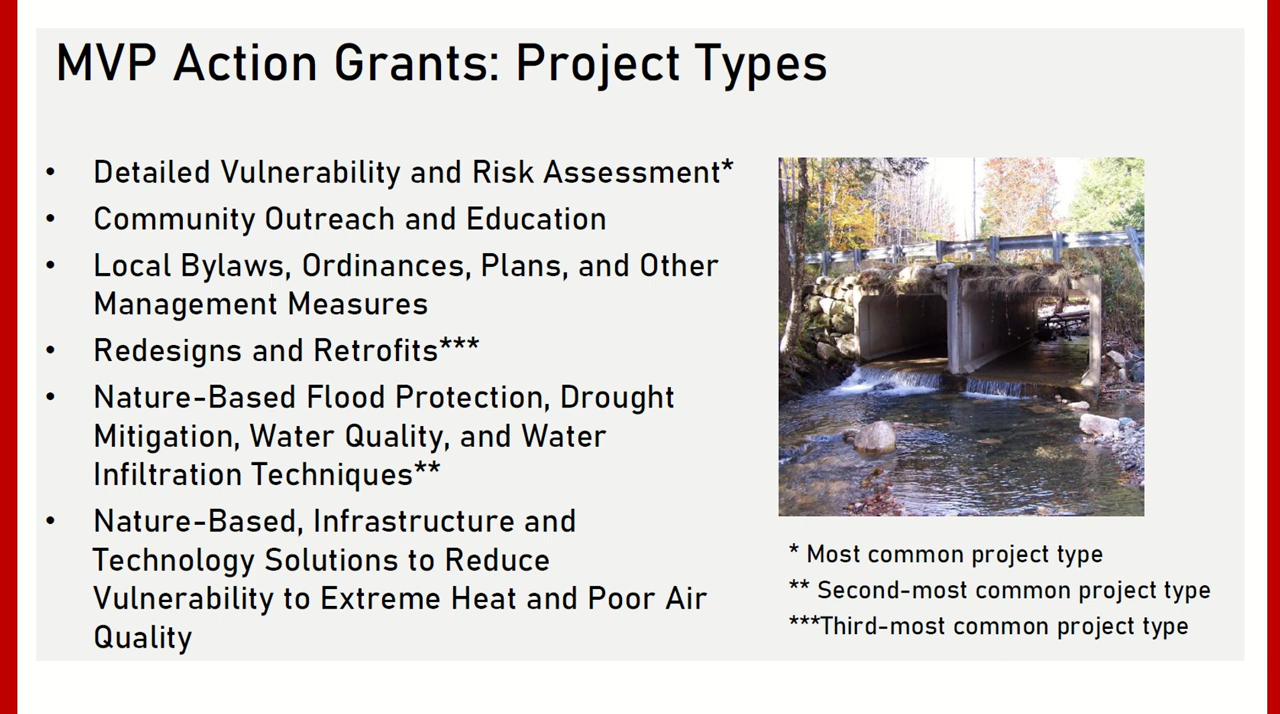 MVP Action Grants: Project Types
• Detailed Vulnerability and Risk Assessment*
• Community Outreach and Education
• Local Bylaws, Ordinances, Plans, and Other
Management Measures
• Redesigns and Retrofits***
• Nature-Based Flood Protection, Drought
Mitigation, Water Quality, and Water
Infiltration Techniques**
• Nature-Based, Infrastructure and
Technology Solutions to Reduce
Vulnerability to Extreme Heat and Poor Air
Quality
* Most common project type
** Second-most common project type
***Third-most common project type